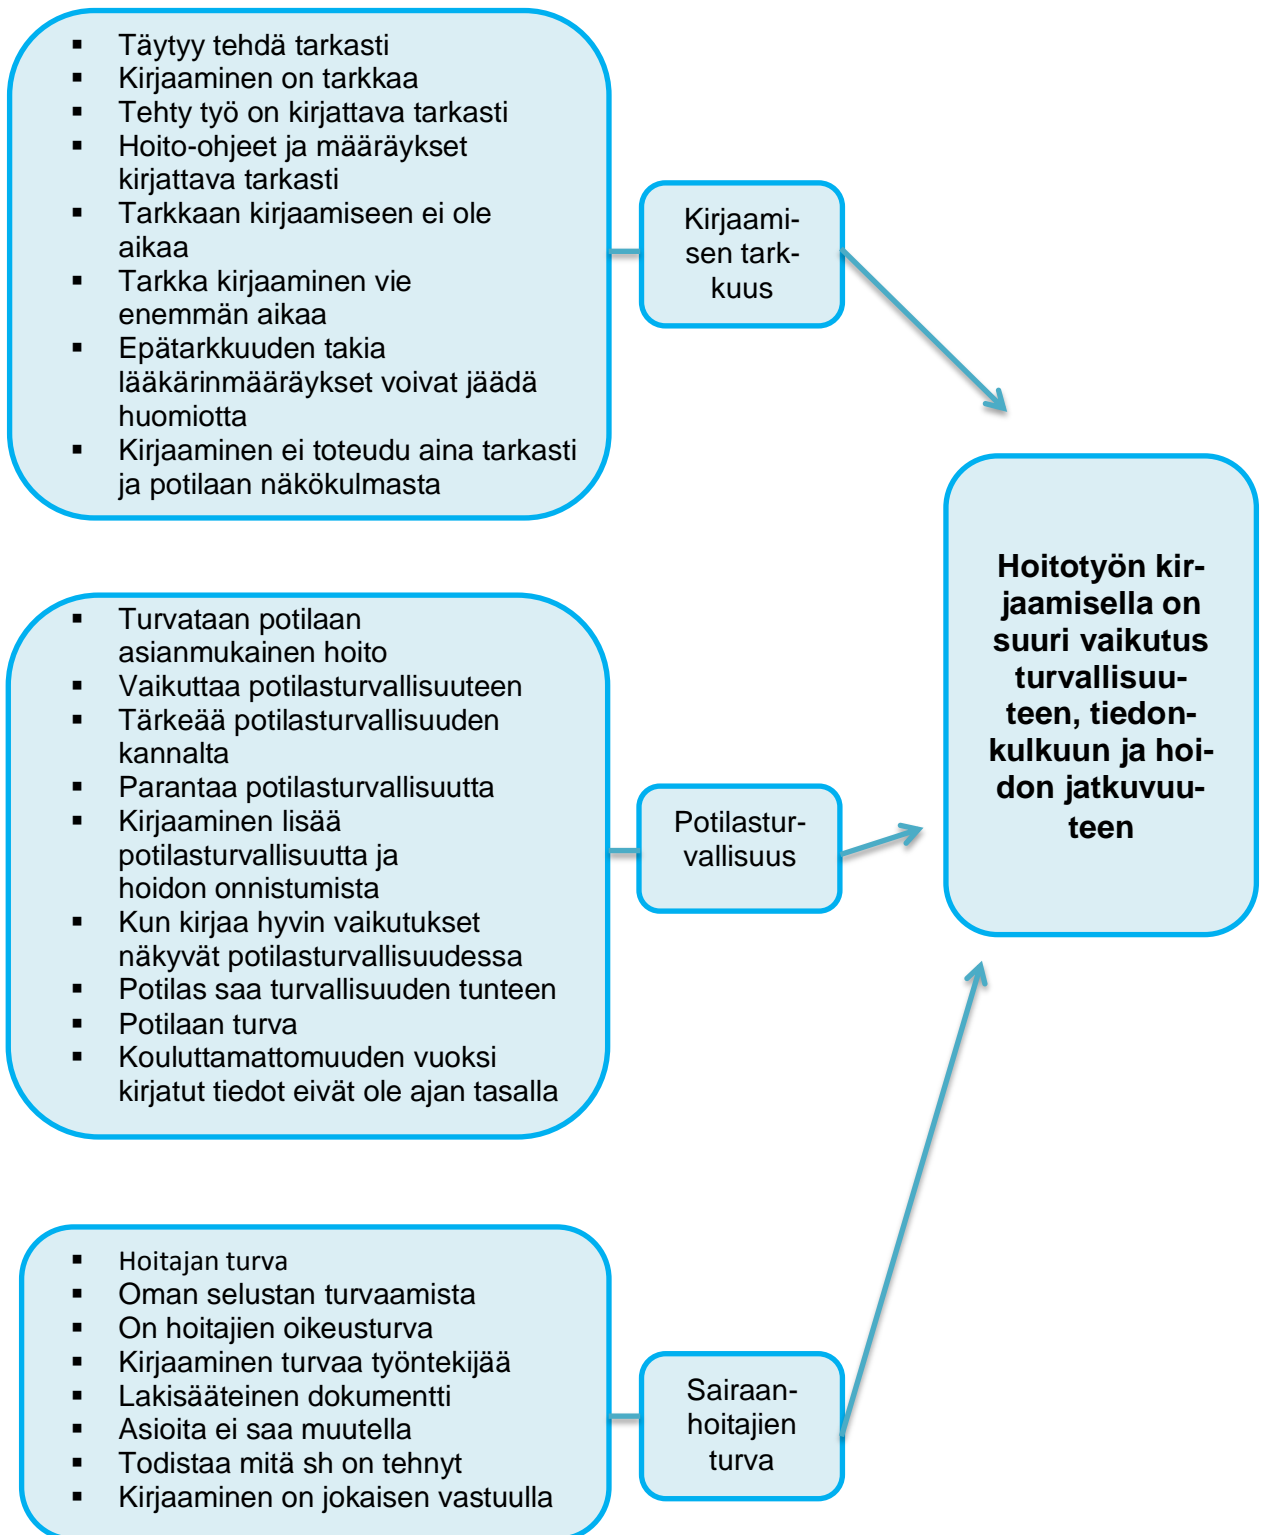 ▪ Täytyy tehdä tarkasti
▪ Kirjaaminen on tarkkaa
▪ Tehty työ on kirjattava tarkasti
▪ Hoito-ohjeet ja määräykset
kirjattava tarkasti
▪ Tarkkaan kirjaamiseen ei ole
aikaa
▪ Tarkka kirjaaminen vie
enemmän aikaa
▪ Epätarkkuuden takia
lääkärinmääräykset voivat jäädä
huomiotta
▪ Kirjaaminen ei toteudu aina tarkasti
ja potilaan näkökulmasta
Kirjaami-
sen tark-
kuus
▪ Turvataan potilaan
asianmukainen hoito
▪ Vaikuttaa potilasturvallisuuteen
▪ Tärkeää potilasturvallisuuden
kannalta
▪ Parantaa potilasturvallisuutta
▪ Kirjaaminen lisää
potilasturvallisuutta ja
hoidon onnistumista
▪ Kun kirjaa hyvin vaikutukset
näkyvät potilasturvallisuudessa
▪ Potilas saa turvallisuuden tunteen
▪ Potilaan turva
▪ Kouluttamattomuuden vuoksi
kirjatut tiedot eivät ole ajan tasalla
Potilastur-
vallisuus
▪ Hoitajan turva
▪ Oman selustan turvaamista
▪ On hoitajien oikeusturva
▪ Kirjaaminen turvaa työntekijää
▪ Lakisääteinen dokumentti
▪ Asioita ei saa muutella
▪ Todistaa mitä sh on tehnyt
▪ Kirjaaminen on jokaisen vastuulla
Sairaan-
hoitajien
turva
Hoitotyön kir-
jaamisella on
suuri vaikutus
turvallisuu-
teen, tiedon-
kulkuun ja hoi-
don jatkuvuu-
teen